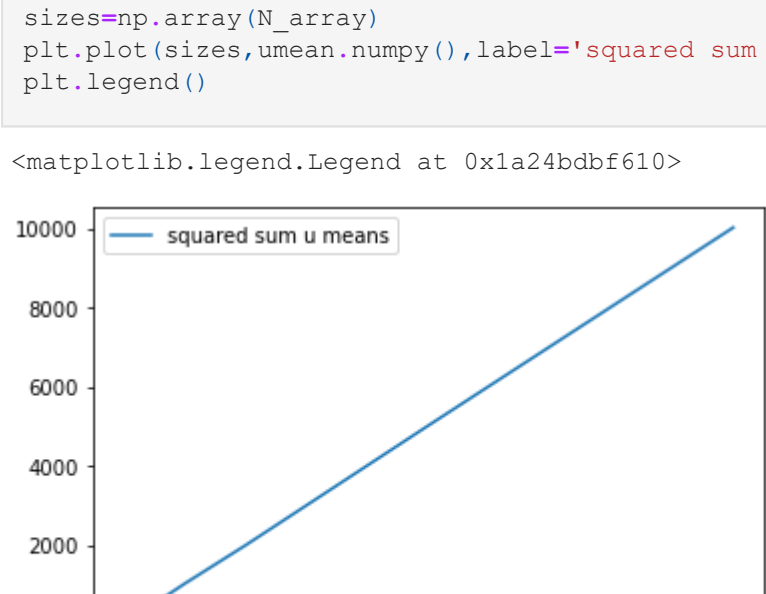 sizes=np.array(N_array)
plt.plot(sizes,umean.numpy(),label='squared sum
plt.legend()
<matplotlib.legend.Legend at 0x1a24bdbf610>
10000
squared sum u means
8000
6000
4000
2000